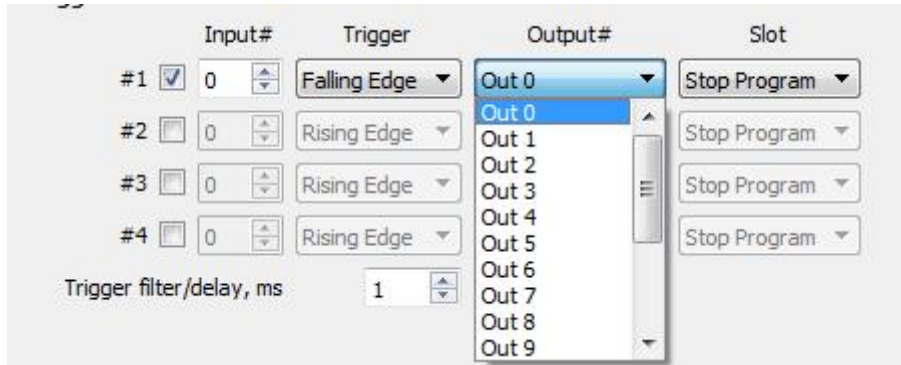 Input# Trigger Output# Slot
#1 0 Falling Edge Out 0 Stop Program
Out 0
#2 0 Rising Edge Out 1 Stop Program
Out 2
#3 0 Rising Edge Out 3 Stop Program
Out 4
#4 0 Rising Edge Out 5 Stop Program
Out 6
Trigger filter/delay, ms 1 Out 7
Out 8
Out 9